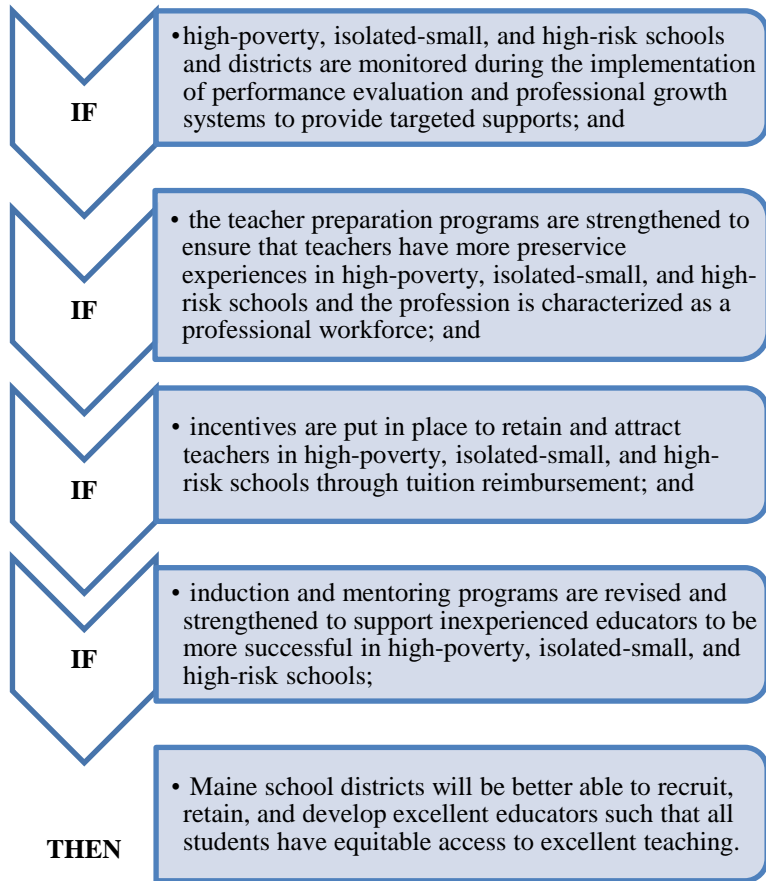 IF
•high-poverty, isolated-small, and high-risk schools
and districts are monitored during the implementation
of performance evaluation and professional growth
systems to provide targeted supports; and
IF
• the teacher preparation programs are strengthened to
ensure that teachers have more preservice
experiences in high-poverty, isolated-small, and high-
risk schools and the profession is characterized as a
professional workforce; and
IF
• incentives are put in place to retain and attract
teachers in high-poverty, isolated-small, and high-
risk schools through tuition reimbursement; and
IF
• induction and mentoring programs are revised and
strengthened to support inexperienced educators to be
more successful in high-poverty, isolated-small, and
high-risk schools;
THEN
• Maine school districts will be better able to recruit,
retain, and develop excellent educators such that all
students have equitable access to excellent teaching.